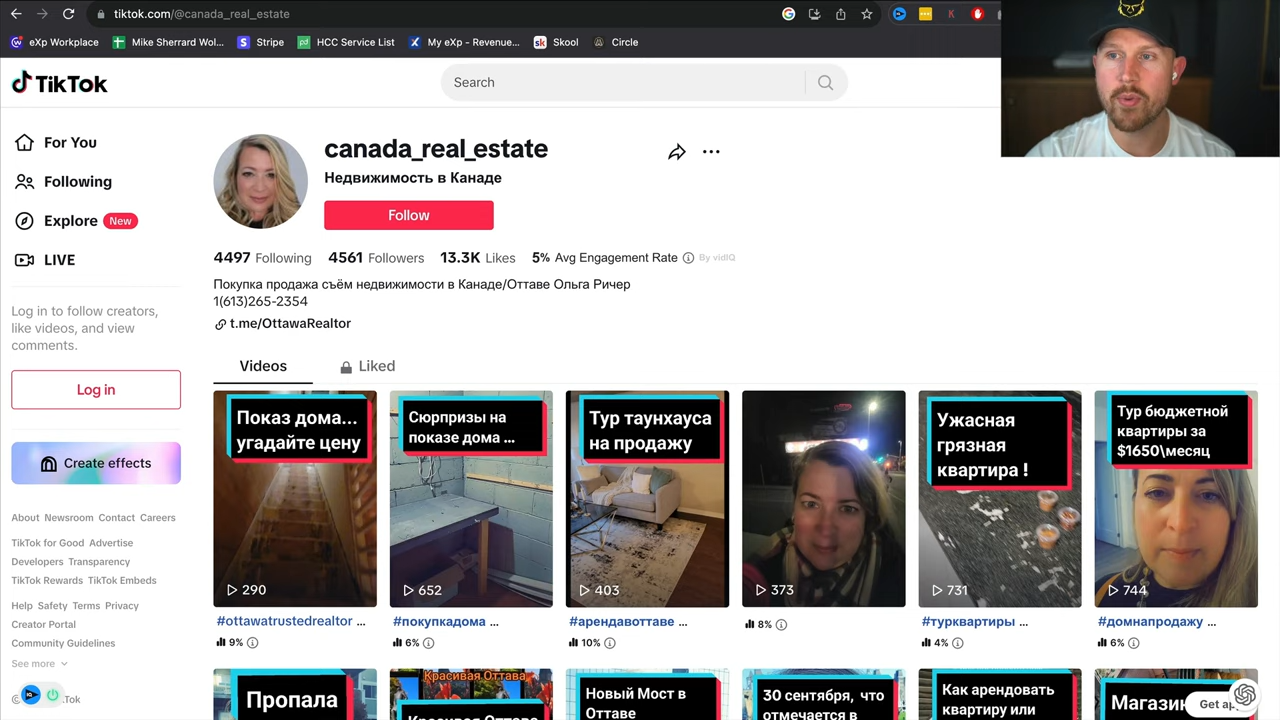 tiktok.com/@canada_real_estate
eXp Workplace
Mike Sherrard Wol...
Stripe
HCC Service List
My eXp - Revenue...
Skool
Circle
TikTok
Search
For You
Following
Explore New
LIVE
Log in to follow creators,
like videos, and view
comments.
Log in
Create effects
About Newsroom Contact Careers
TikTok for Good Advertise
Developers Transparency
TikTok Rewards TikTok Embeds
Help Safety Terms Privacy
Creator Portal
Community Guidelines
See more
canada_real_estate
Недвижимость в Канаде
Follow
4497 Following 4561 Followers 13.3K Likes 5% Avg Engagement Rate By vidIQ
Покупка продажа съём недвижимости в Канаде/Оттаве Ольга Ричер
1(613)265-2354
t.me/OttawaRealtor
Videos
Liked
Показ дома...
угадайте цену
290
#ottawatrustedrealtor ...
9%
Сюрпризы на
показе дома ...
652
#покупкадома ...
6%
Тур таунхауса
на продажу
403
#арендавоттаве ...
10%
373
8%
Ужасная
грязная
квартира !
731
#турквартиры ...
4%
Тур бюджетной
квартиры за
$1650\месяц
744
#домнапродажу ...
6%
Пропала
Красивая Оттава
Красивая Оттава
Новый Мост в
Оттаве
30 сентября, что
отмечается в
Как арендовать
квартиру или
Get